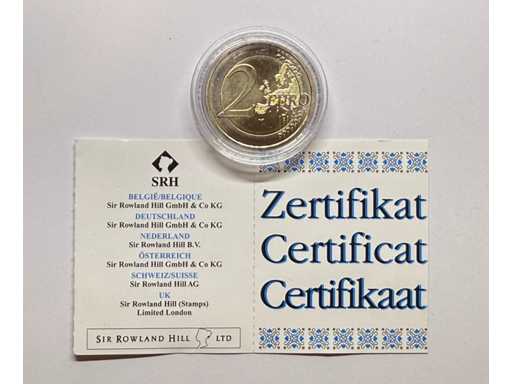 2 EURO
SRH
BELGIË/BELGIQUE
Sir Rowland Hill GmbH & Co KG
DEUTSCHLAND
Sir Rowland Hill GmbH & Co KG
NEDERLAND
Sir Rowland Hill B.V.
ÖSTERREICH
Sir Rowland Hill GmbH & Co KG
SCHWEIZ/SUISSE
Sir Rowland Hill AG
UK
Sir Rowland Hill (Stamps)
Limited London
SIR ROWLAND HILL LTD
Zertifikat
Certificat
Certifikaat